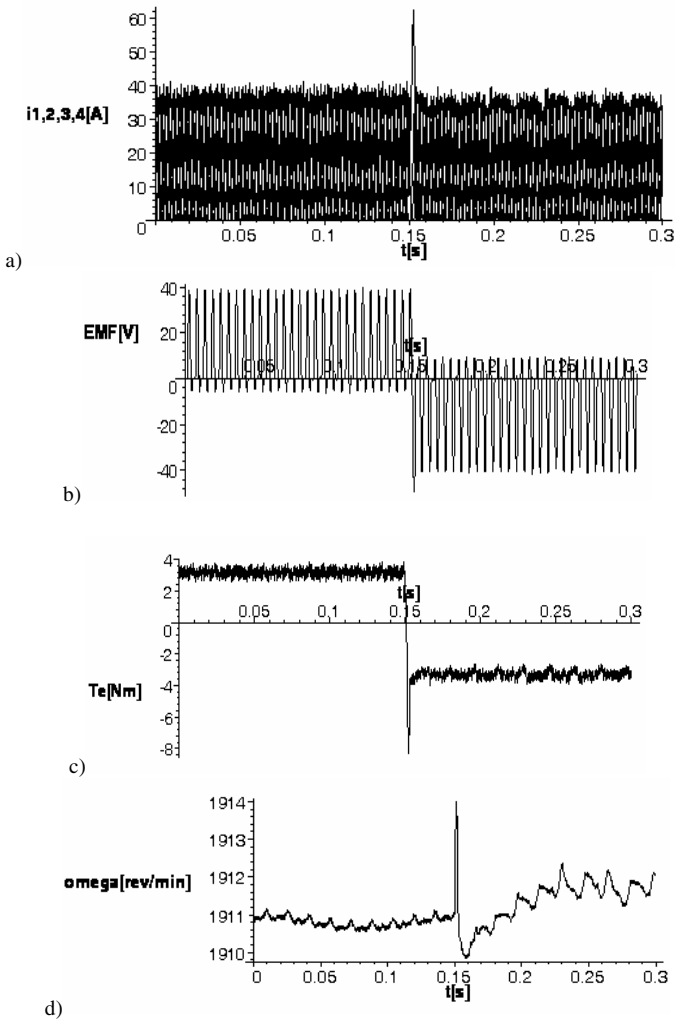 60
50
40
i1,2,3,4[A]
30
20
10
0
0.05 0.1 0.15 0.2 0.25 0.3
t[s]
a)
40
EMF[V]
20
t[s]
0.05 0.1 0.15 0.2 0.25 0.3
0
-20
-40
b)
4
2
t[s]
0.05 0.1 0.15 0.2 0.25 0.3
0
-2
-4
Te[Nm]
-6
-8
c)
1914
1913
omega[rev/min]
1912
1911
1910
0 0.05 0.1 0.15 0.2 0.25 0.3
t[s]
d)